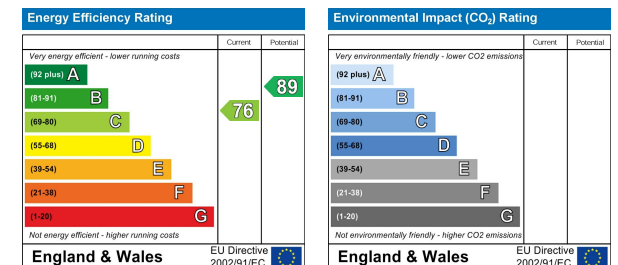 Energy Efficiency Rating
Current Potential
Very energy efficient - lower running costs
(92 plus) A
(81-91) B
(69-80) C
(55-68) D
(39-54) E
(21-38) F
(1-20) G
76
89
Not energy efficient - higher running costs
England & Wales
EU Directive
2002/91/EC
Environmental Impact (CO₂) Rating
Current Potential
Very environmentally friendly - lower CO2 emissions
(92 plus) A
(81-91) B
(69-80) C
(55-68) D
(39-54) E
(21-38) F
(1-20) G
Not environmentally friendly - higher CO2 emissions
England & Wales
EU Directive
2002/91/EC